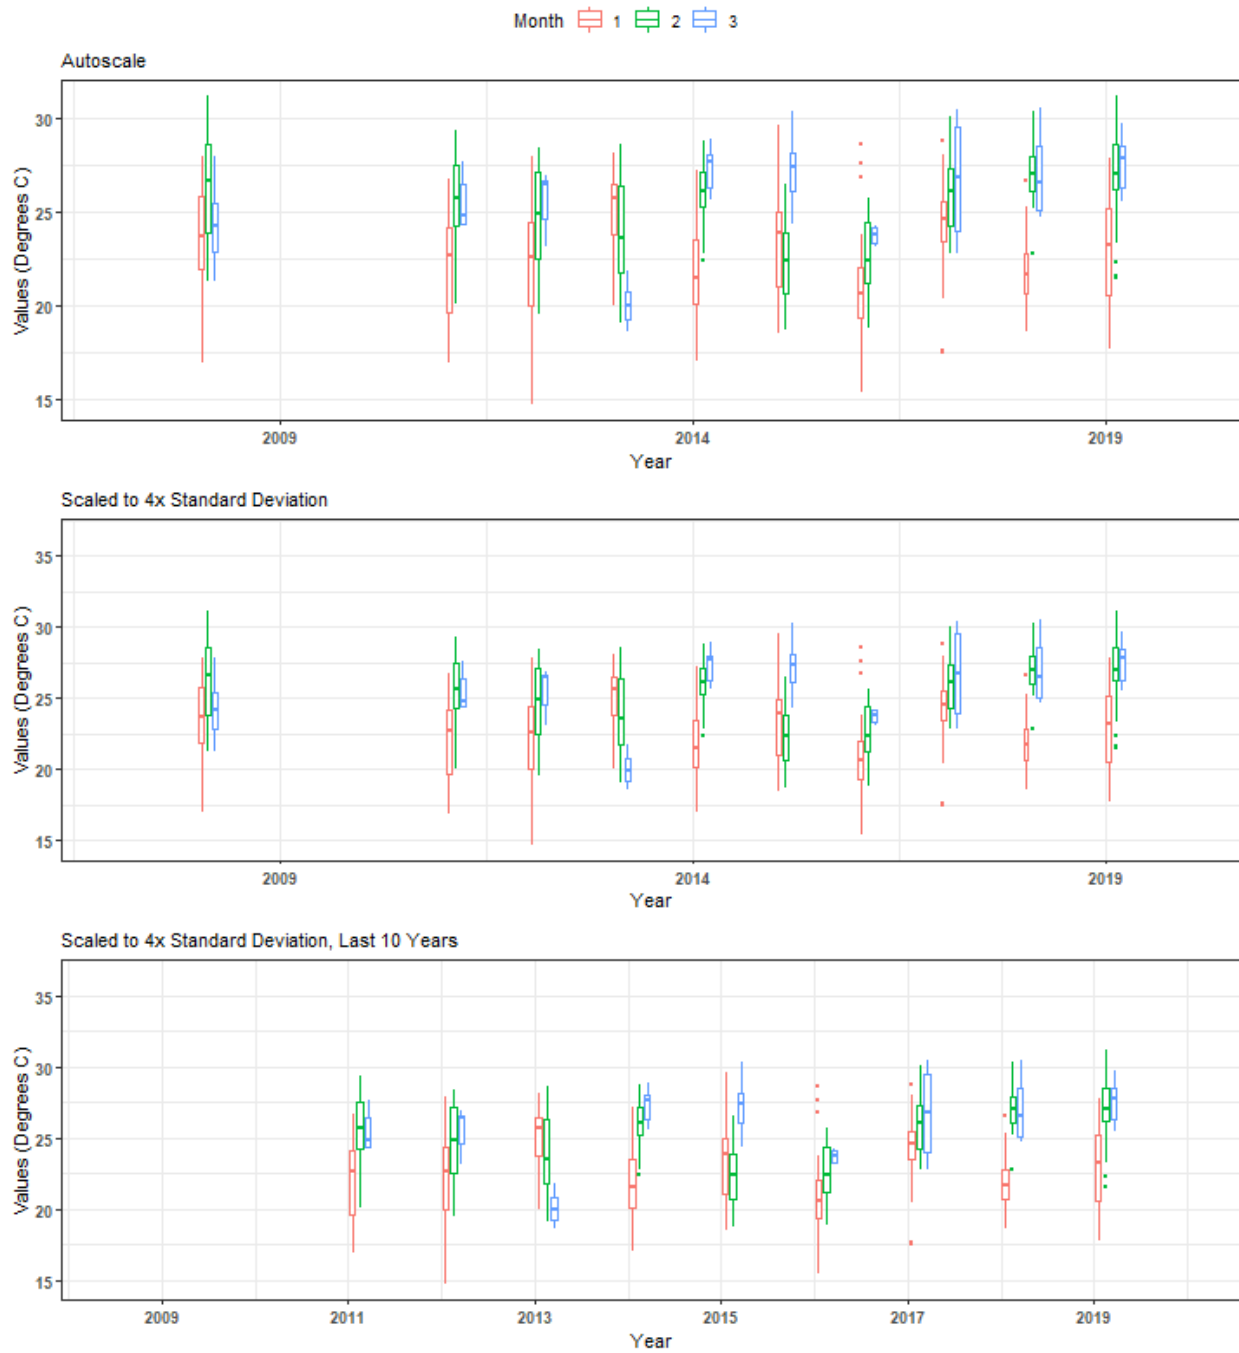 Month 1 2 3
Autoscale
30
25
20
15
Values (Degrees C)
2009 2014 2019
Year
Scaled to 4x Standard Deviation
35
30
25
20
15
Values (Degrees C)
2009 2014 2019
Year
Scaled to 4x Standard Deviation, Last 10 Years
35
30
25
20
15
Values (Degrees C)
2009 2011 2013 2015 2017 2019
Year